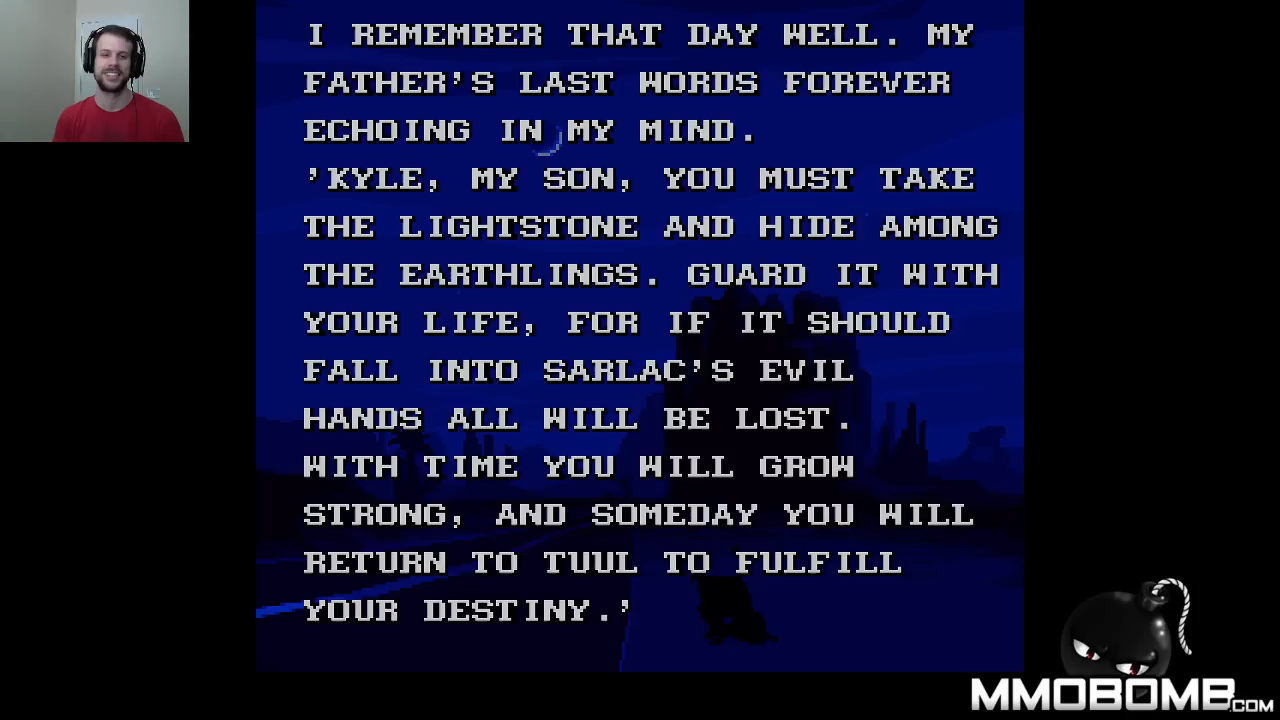 I REMEMBER THAT DAY WELL. MY
FATHER'S LAST WORDS FOREVER
ECHOING IN MY MIND.
'KYLE, MY SON, YOU MUST TAKE
THE LIGHTSTONE AND HIDE AMONG
THE EARTHLINGS. GUARD IT WITH
YOUR LIFE, FOR IF IT SHOULD
FALL INTO SARLAC'S EVIL
HANDS ALL WILL BE LOST.
WITH TIME YOU WILL GROW
STRONG, AND SOMEDAY YOU WILL
RETURN TO TUUL TO FULFILL
YOUR DESTINY.'
MMOBOMB.COM